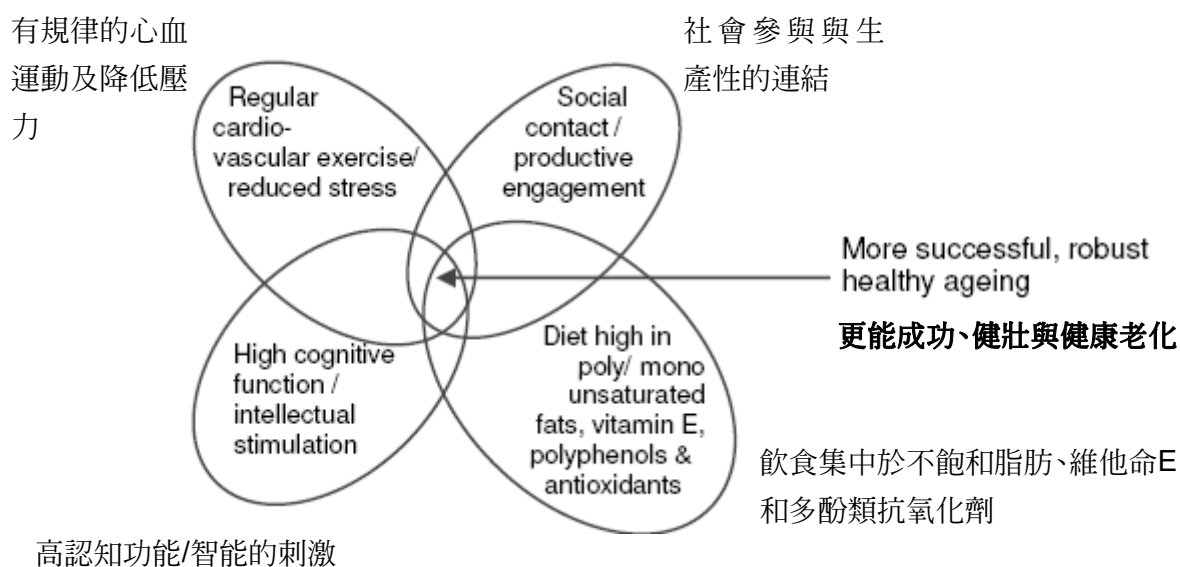 有規律的心血
運動及降低壓
力
社會參與與生
產性的連結
Regular
cardio-
vascular exercise/
reduced stress
Social
contact /
productive
engagement
More successful, robust
healthy ageing
更能成功、健壯與健康老化
High cognitive
function /
intellectual
stimulation
Diet high in
poly/ mono
unsaturated
fats, vitamin E,
polyphenols &
antioxidants
飲食集中於不飽和脂肪、維他命E
和多酚類抗氧化劑
高認知功能/智能的刺激